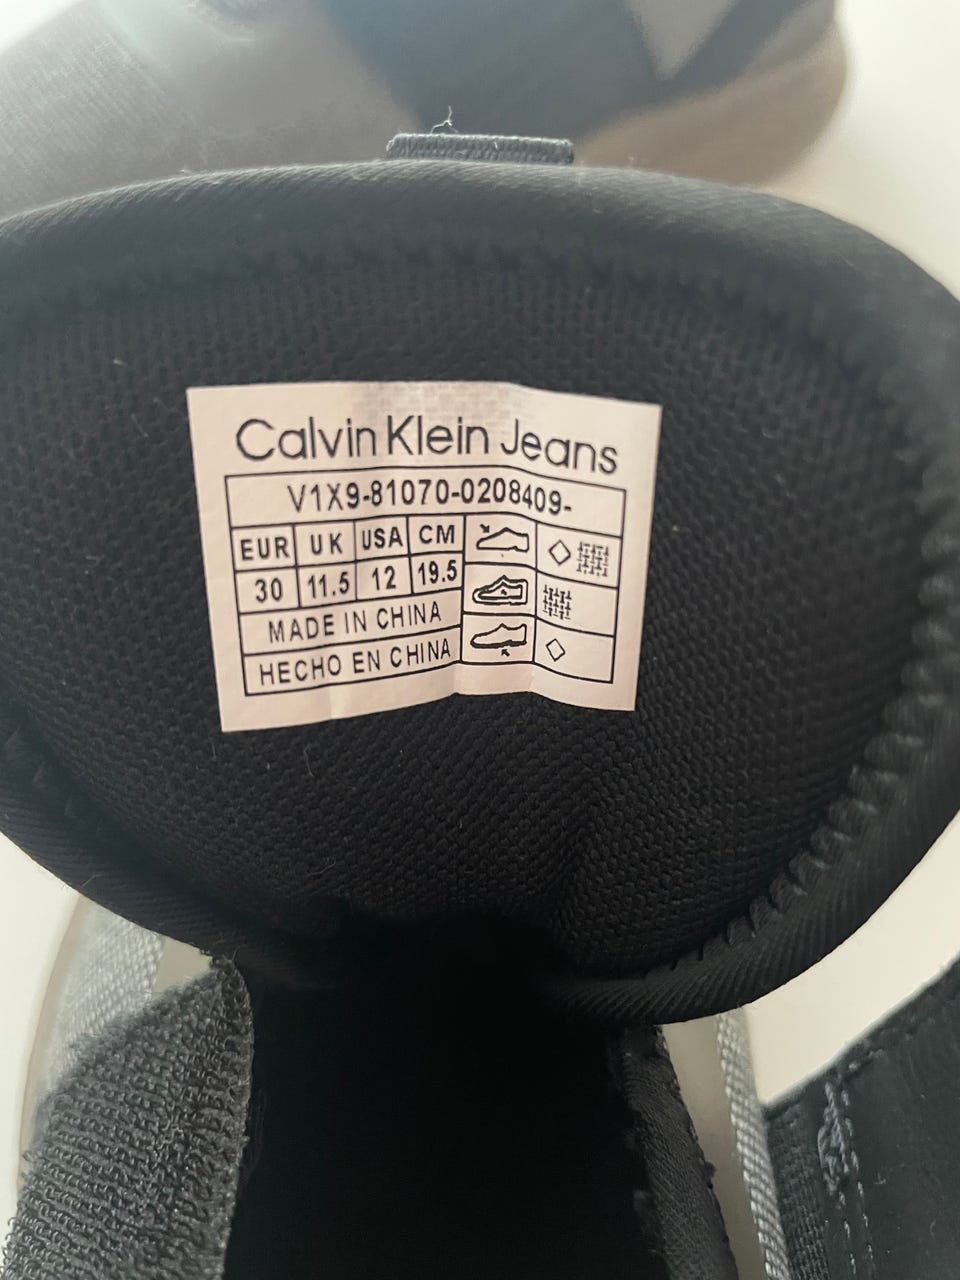 Calvin Klein Jeans
V1X9-81070-0208409-
EUR UK USA CM
30 11.5 12 19.5
MADE IN CHINA
HECHO EN CHINA